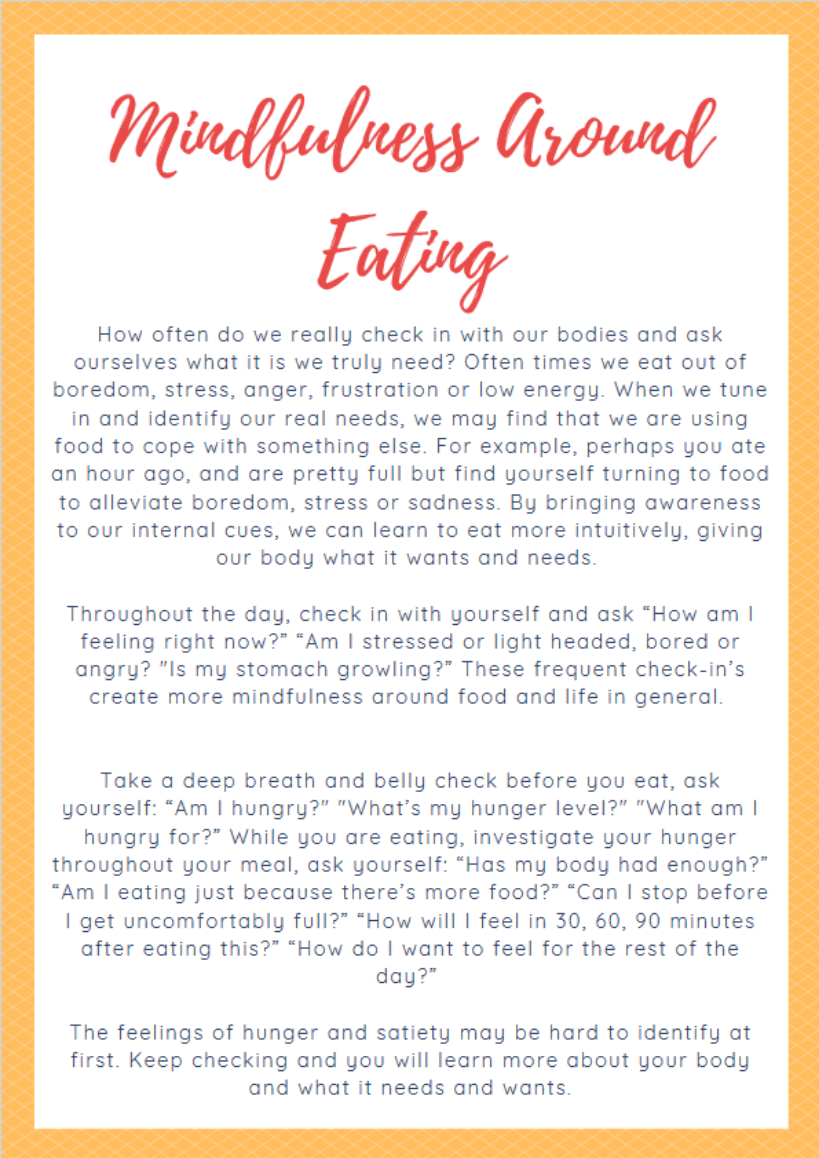 Mindfulness Around
Eating
How often do we really check in with our bodies and ask
ourselves what it is we truly need? Often times we eat out of
boredom, stress, anger, frustration or low energy. When we tune
in and identify our real needs, we may find that we are using
food to cope with something else. For example, perhaps you ate
an hour ago, and are pretty full but find yourself turning to food
to alleviate boredom, stress or sadness. By bringing awareness
to our internal cues, we can learn to eat more intuitively, giving
our body what it wants and needs.
Throughout the day, check in with yourself and ask “How am I
feeling right now?” “Am I stressed or light headed, bored or
angry? "Is my stomach growling?” These frequent check-in’s
create more mindfulness around food and life in general.
Take a deep breath and belly check before you eat, ask
yourself: “Am I hungry?" "What’s my hunger level?" "What am I
hungry for?” While you are eating, investigate your hunger
throughout your meal, ask yourself: “Has my body had enough?”
“Am I eating just because there’s more food?” “Can I stop before
I get uncomfortably full?” “How will I feel in 30, 60, 90 minutes
after eating this?” “How do I want to feel for the rest of the
day?”
The feelings of hunger and satiety may be hard to identify at
first. Keep checking and you will learn more about your body
and what it needs and wants.